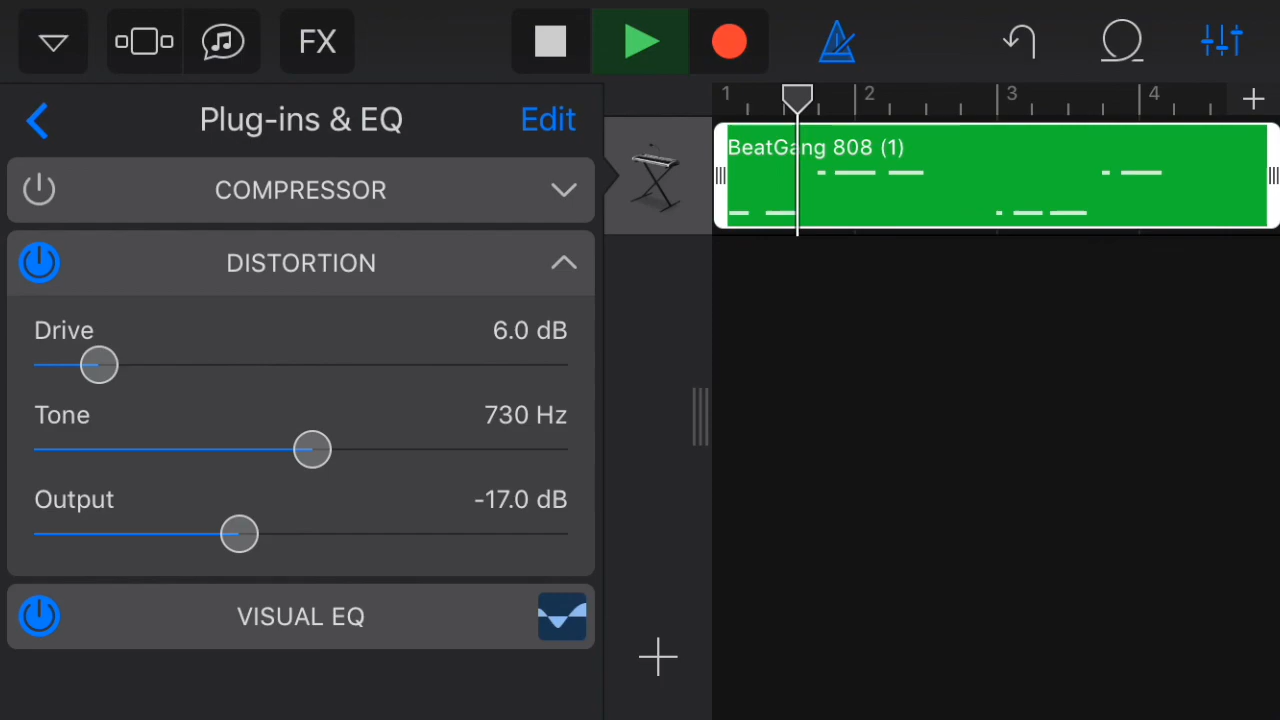 FX
Plug-ins & EQ
Edit
COMPRESSOR
DISTORTION
Drive
6.0 dB
Tone
730 Hz
Output
-17.0 dB
VISUAL EQ
1 2 3 4
BeatGang 808 (1)